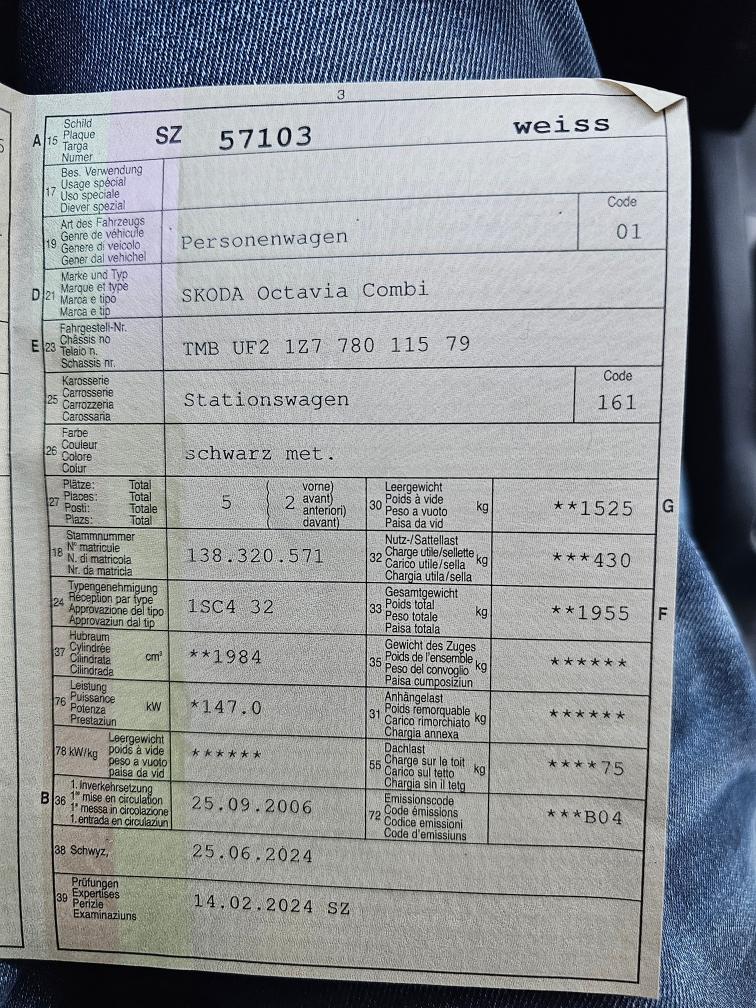 3
A 15 Schild
Plaque
Targa
Numer
SZ 57103 weiss
17 Bes. Verwendung
Usage spécial
Uso speciale
Diever spezial
19 Art des Fahrzeugs
Genre de véhicule
Genere di veicolo
Gener dal vehichel
Personenwagen
Code
01
D 21 Marke und Typ
Marque et type
Marca e tipo
Marca e tip
SKODA Octavia Combi
E 23 Fahrgestell-Nr.
Châssis no
Telaio n.
Schassis nr.
TMB UF2 1Z7 780 115 79
25 Karosserie
Carrosserie
Carrozzeria
Carossaria
Stationswagen
Code
161
26 Farbe
Couleur
Colore
Colur
schwarz met.
27 Plätze: Total
Places: Total
Posti: Totale
Plazs: Total
5 ( 2 vorne)
( avant)
( anteriori)
( davant)
30 Leergewicht
Poids à vide
Peso a vuoto
Paisa da vid
kg
**1525 G
18 Stammnummer
N° matricule
N. di matricola
Nr. da matricla
138.320.571
32 Nutz-/Sattellast
Charge utile/sellette
Carico utile/sella
Chargia utila/sella
kg
***430
24 Typengenehmigung
Réception par type
Approvazione del tipo
Approvaziun dal tip
1SC4 32
33 Gesamtgewicht
Poids total
Peso totale
Paisa totala
kg
**1955 F
37 Hubraum
Cylindrée
Cilindrata
Cilindrada
cm³
**1984
35 Gewicht des Zuges
Poids de l'ensemble
Peso del convoglio
Paisa cumposiziun
kg
******
76 Leistung
Puissance
Potenza
Prestaziun
kW
*147.0
31 Anhängelast
Poids remorquable
Carico rimorchiato
Chargia annexa
kg
******
78 kW/kg Leergewicht
poids à vide
peso a vuoto
paisa da vid
******
55 Dachlast
Charge sur le toit
Carico sul tetto
Chargia sin il tetg
kg
****75
B 36 1. Inverkehrsetzung
1re mise en circulation
1a messa in circolazione
1. entrada en circulaziun
25.09.2006
72 Emissionscode
Code émissions
Codice emissioni
Code d'emissiuns
***B04
38 Schwyz,
25.06.2024
39 Prüfungen
Expertises
Perizie
Examinaziuns
14.02.2024 SZ